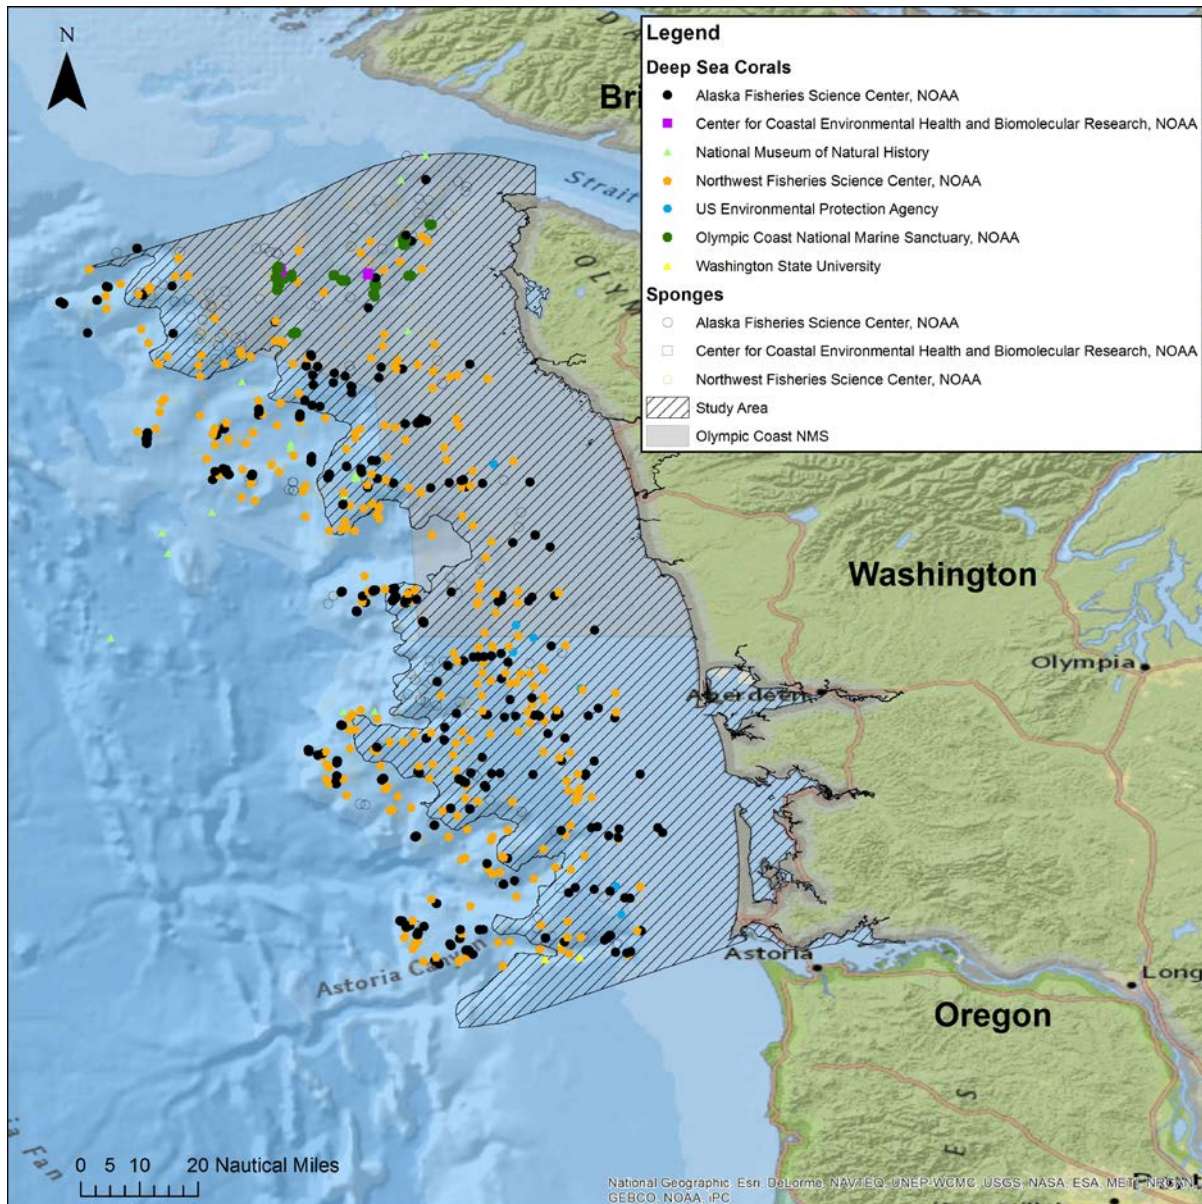 N
Bri
Legend
Deep Sea Corals
Alaska Fisheries Science Center, NOAA
Center for Coastal Environmental Health and Biomolecular Research, NOAA
National Museum of Natural History
Northwest Fisheries Science Center, NOAA
US Environmental Protection Agency
Olympic Coast National Marine Sanctuary, NOAA
Washington State University
Sponges
Alaska Fisheries Science Center, NOAA
Center for Coastal Environmental Health and Biomolecular Research, NOAA
Northwest Fisheries Science Center, NOAA
Study Area
Olympic Coast NMS
Strait
OLYM
Washington
Olympia
Aberdeen
Astoria Canyon
Astoria
Long
Oregon
S
E
ia Fan
0 5 10 20 Nautical Miles
National Geographic, Esri, DeLorme, NAVTEQ, UNEP-WCMC, USGS, NASA, ESA, METI, NRCAN,
GEBCO, NOAA, iPC